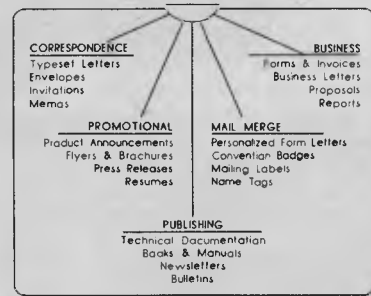 CORRESPONDENCE
Typeset Letters
Envelopes
Invitations
Memos
BUSINESS
Forms & Invoices
Business Letters
Proposals
Reports
PROMOTIONAL
Product Announcements
Flyers & Brochures
Press Releases
Resumes
MAIL MERGE
Personalized Form Letters
Convention Badges
Mailing Labels
Name Tags
PUBLISHING
Technical Documentation
Books & Manuals
Newsletters
Bulletins